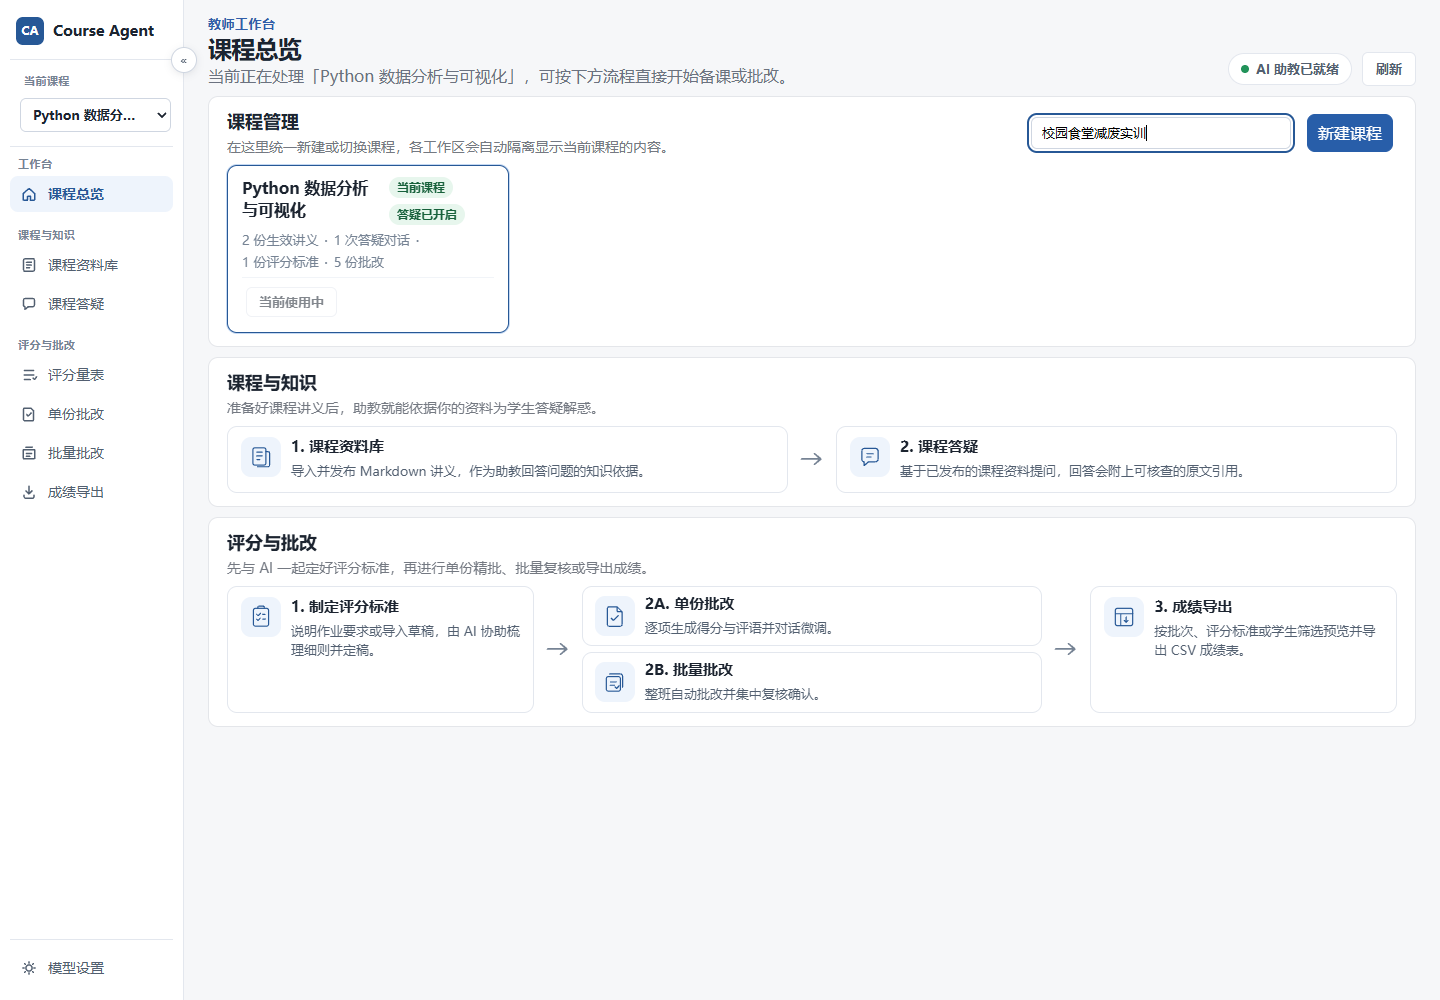 CA Course Agent
«
当前课程
Python 数据分...
工作台
课程总览
课程与知识
课程资料库
课程答疑
评分与批改
评分量表
单份批改
批量批改
成绩导出
模型设置
教师工作台
课程总览
当前正在处理「Python 数据分析与可视化」，可按下方流程直接开始备课或批改。
AI 助教已就绪
刷新
课程管理
在这里统一新建或切换课程，各工作区会自动隔离显示当前课程的内容。
校园食堂减废实训
新建课程
Python 数据分析
与可视化
当前课程
答疑已开启
2 份生效讲义 · 1 次答疑对话 ·
1 份评分标准 · 5 份批改
当前使用中
课程与知识
准备好课程讲义后，助教就能依据你的资料为学生答疑解惑。
1. 课程资料库
导入并发布 Markdown 讲义，作为助教回答问题的知识依据。
2. 课程答疑
基于已发布的课程资料提问，回答会附上可核查的原文引用。
评分与批改
先与 AI 一起定好评分标准，再进行单份精批、批量复核或导出成绩。
1. 制定评分标准
说明作业要求或导入草稿，由 AI 协助梳
理细则并定稿。
2A. 单份批改
逐项生成得分与评语并对话微调。
2B. 批量批改
整班自动批改并集中复核确认。
3. 成绩导出
按批次、评分标准或学生筛选预览并导
出 CSV 成绩表。